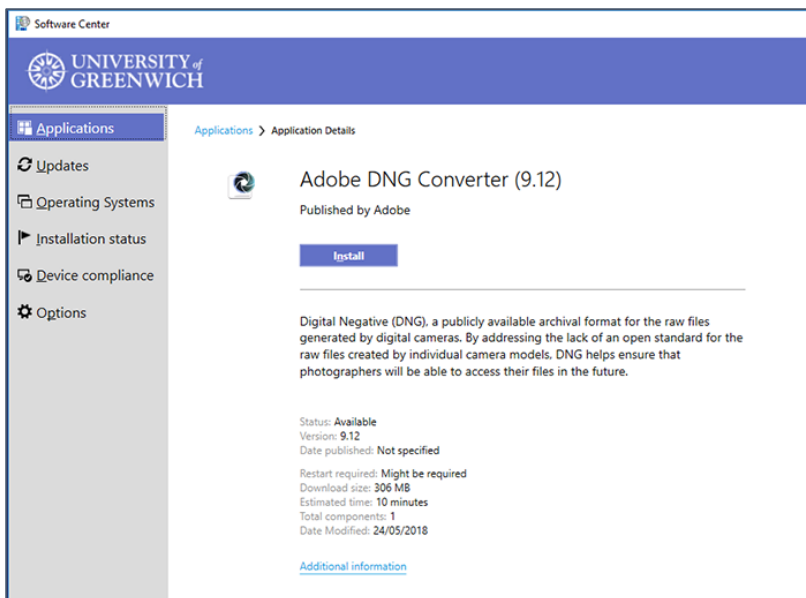 Software Center
UNIVERSITY of
GREENWICH
Applications
Updates
Operating Systems
Installation status
Device compliance
Options
Applications > Application Details
Adobe DNG Converter (9.12)
Published by Adobe
Install
Digital Negative (DNG), a publicly available archival format for the raw files
generated by digital cameras. By addressing the lack of an open standard for the
raw files created by individual camera models, DNG helps ensure that
photographers will be able to access their files in the future.
Status: Available
Version: 9.12
Date published: Not specified
Restart required: Might be required
Download size: 306 MB
Estimated time: 10 minutes
Total components: 1
Date Modified: 24/05/2018
Additional information